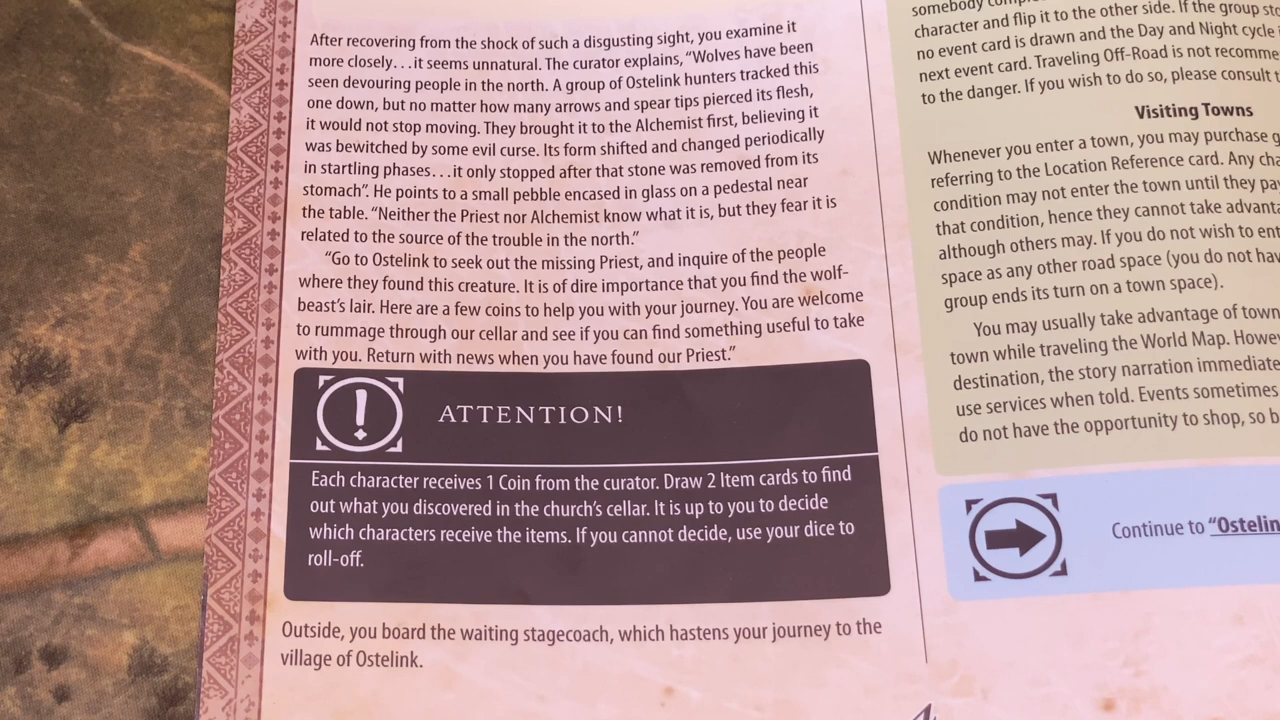 After recovering from the shock of such a disgusting sight, you examine it
more closely...it seems unnatural. The curator explains, “Wolves have been
seen devouring people in the north. A group of Ostelink hunters tracked this
one down, but no matter how many arrows and spear tips pierced its flesh,
it would not stop moving. They brought it to the Alchemist first, believing it
was bewitched by some evil curse. Its form shifted and changed periodically
in startling phases...it only stopped after that stone was removed from its
stomach”. He points to a small pebble encased in glass on a pedestal near
the table. “Neither the Priest nor Alchemist know what it is, but they fear it is
related to the source of the trouble in the north.”
“Go to Ostelink to seek out the missing Priest, and inquire of the people
where they found this creature. It is of dire importance that you find the wolf-
beast’s lair. Here are a few coins to help you with your journey. You are welcome
to rummage through our cellar and see if you can find something useful to take
with you. Return with news when you have found our Priest.”
ATTENTION!
Each character receives 1 Coin from the curator. Draw 2 Item cards to find
out what you discovered in the church’s cellar. It is up to you to decide
which characters receive the items. If you cannot decide, use your dice to
roll-off.
Outside, you board the waiting stagecoach, which hastens your journey to the
village of Ostelink.
somebody
character and flip it to the other side. If the group
no event card is drawn and the Day and Night cycle
next event card. Traveling Off-Road is not
to the danger. If you wish to do so, please consult
Visiting Towns
Whenever you enter a town, you may purchase
referring to the Location Reference card. Any
condition may not enter the town until they
that condition, hence they cannot take
although others may. If you do not wish to
space as any other road space (you do not
group ends its turn on a town space).
You may usually take advantage of town
town while traveling the World Map.
destination, the story narration
use services when told. Events sometimes
do not have the opportunity to shop, so
Continue to “Ostelin